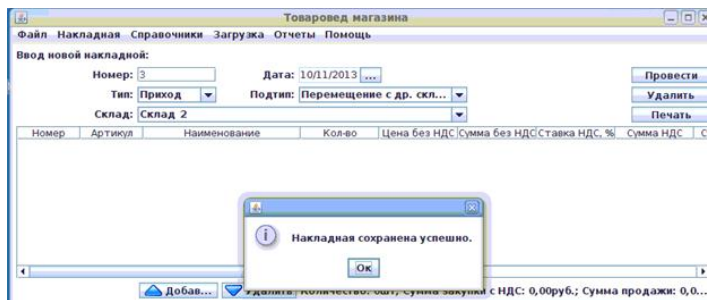 Товаровед магазина
Файл Накладная Справочники Загрузка Отчеты Помощь
Ввод новой накладной:
Номер: 3 Дата: 10/11/2013 ... Провести
Тип: Приход Подтип: Перемещение с др. скл... Удалить
Склад: Склад 2 Печать
Номер Артикул Наименование Кол-во Цена без НДС Сумма без НДС Ставка НДС, % Сумма НДС С
Накладная сохранена успешно.
Ок
Добав... Удалить Количество: 0шт, Сумма закупки с НДС: 0,00руб.; Сумма продажи: 0,0...